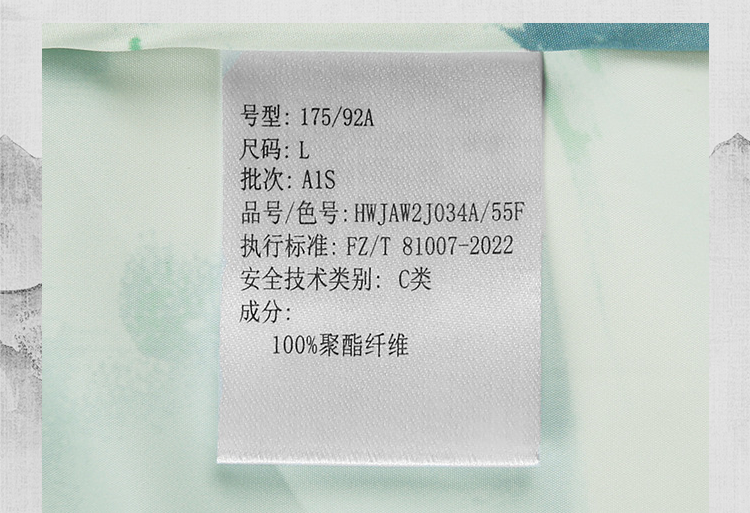 号型: 175/92A
尺码: L
批次: A1S
品号/色号: HWJAW2J034A/55F
执行标准: FZ/T 81007-2022
安全技术类别: C类
成分:
100%聚酯纤维